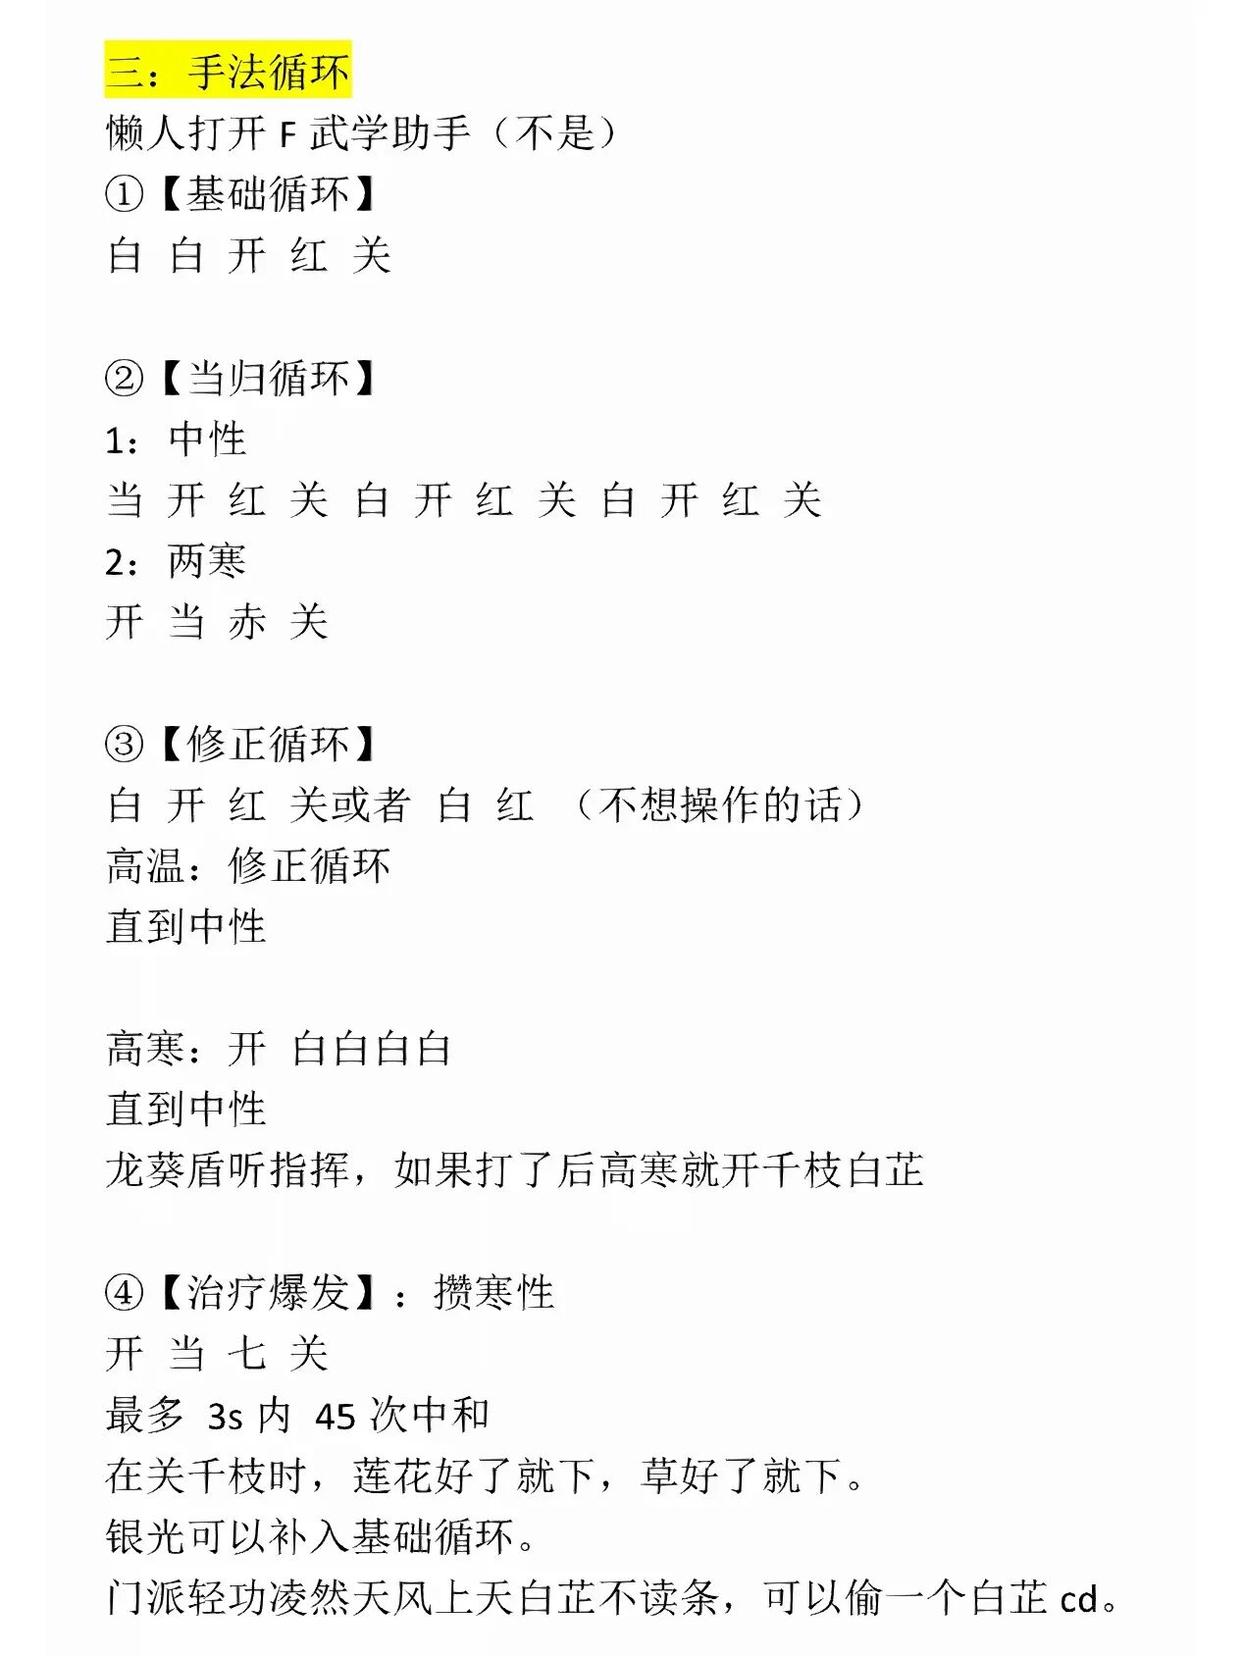 三：手法循环
懒人打开 F 武学助手（不是）
①【基础循环】
白 白 开 红 关
②【当归循环】
1：中性
当 开 红 关 白 开 红 关 白 开 红 关
2：两寒
开 当 赤 关
③【修正循环】
白 开 红 关或者 白 红 （不想操作的话）
高温：修正循环
直到中性
高寒：开 白白白白
直到中性
龙葵盾听指挥，如果打了后高寒就开千枝白芷
④【治疗爆发】：攒寒性
开 当 七 关
最多 3s 内 45 次中和
在关千枝时，莲花好了就下，草好了就下。
银光可以补入基础循环。
门派轻功凌然天风上天白芷不读条，可以偷一个白芷 cd。